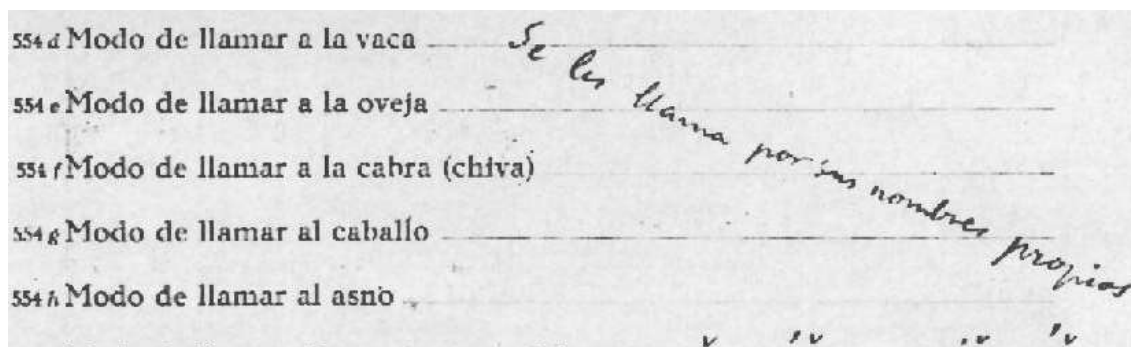 554 d Modo de llamar a la vaca
Se les llama por sus nombres propios
554 e Modo de llamar a la oveja
554 f Modo de llamar a la cabra (chiva)
554 g Modo de llamar al caballo
554 h Modo de llamar al asno